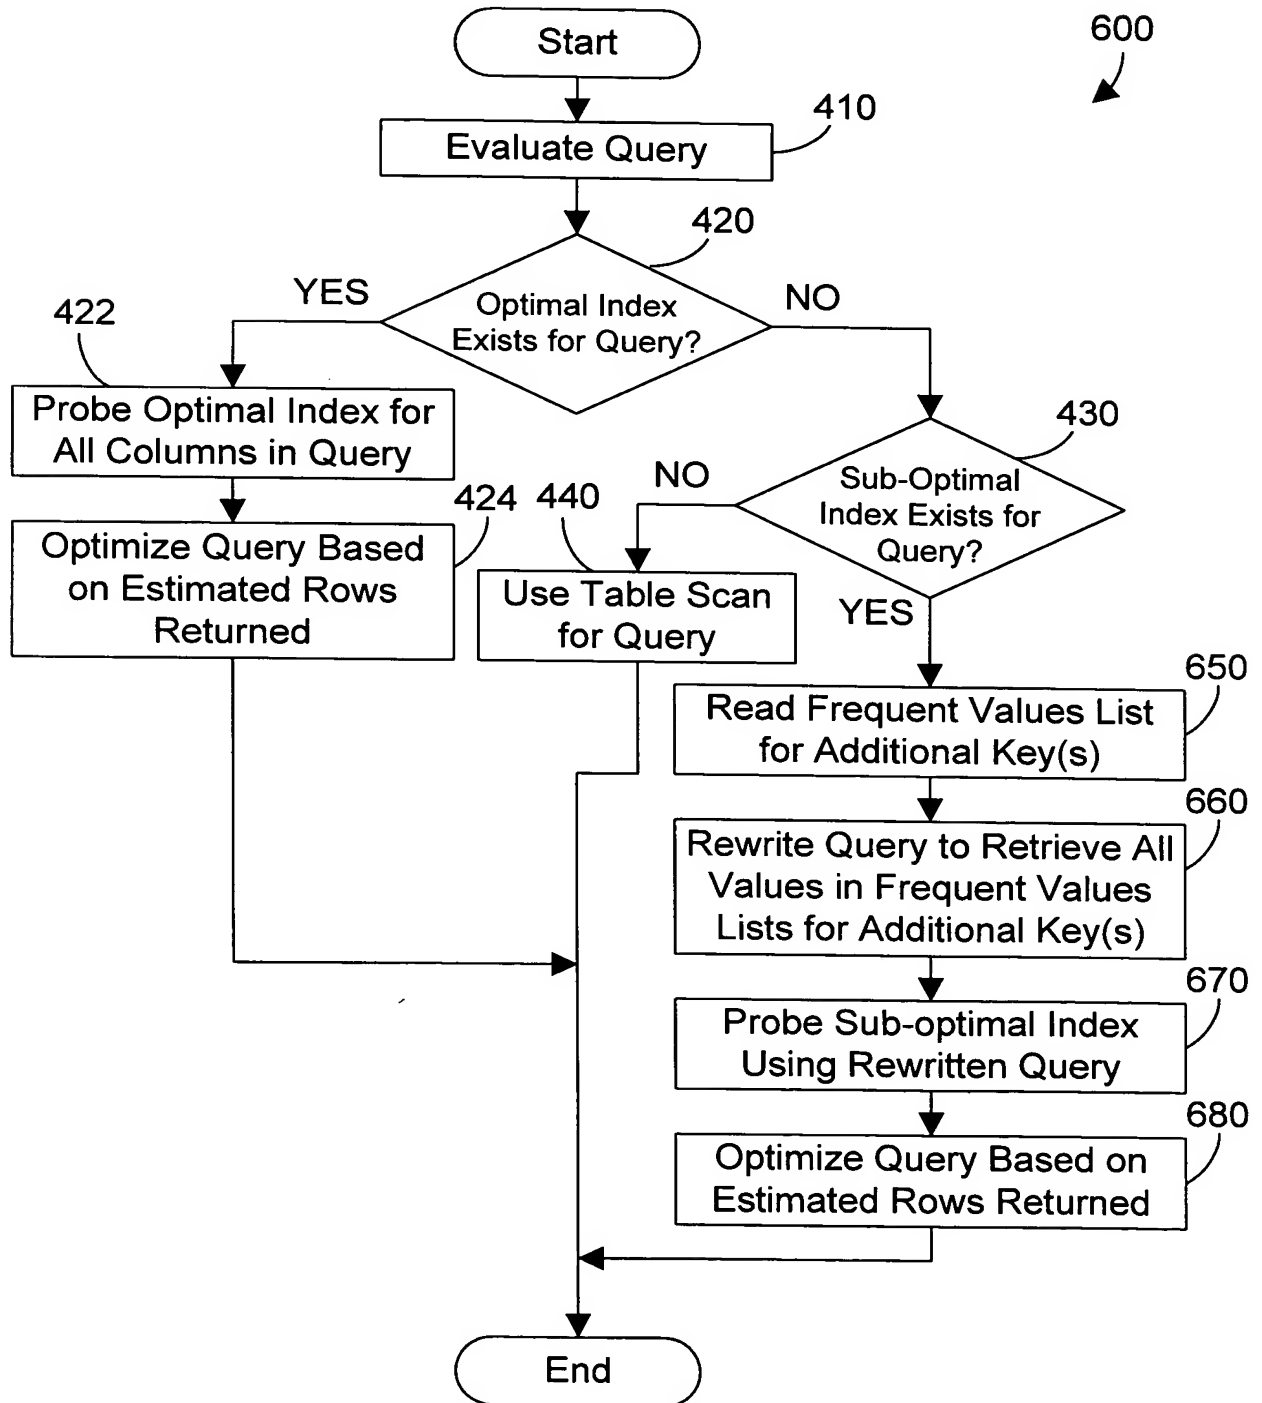 Start
600
410
Evaluate Query
420
YES
Optimal Index
Exists for Query?
NO
422
Probe Optimal Index for
All Columns in Query
430
NO
Sub-Optimal
Index Exists for
Query?
YES
424
440
Optimize Query Based
on Estimated Rows
Returned
Use Table Scan
for Query
650
Read Frequent Values List
for Additional Key(s)
660
Rewrite Query to Retrieve All
Values in Frequent Values
Lists for Additional Key(s)
670
Probe Sub-optimal Index
Using Rewritten Query
680
Optimize Query Based on
Estimated Rows Returned
End